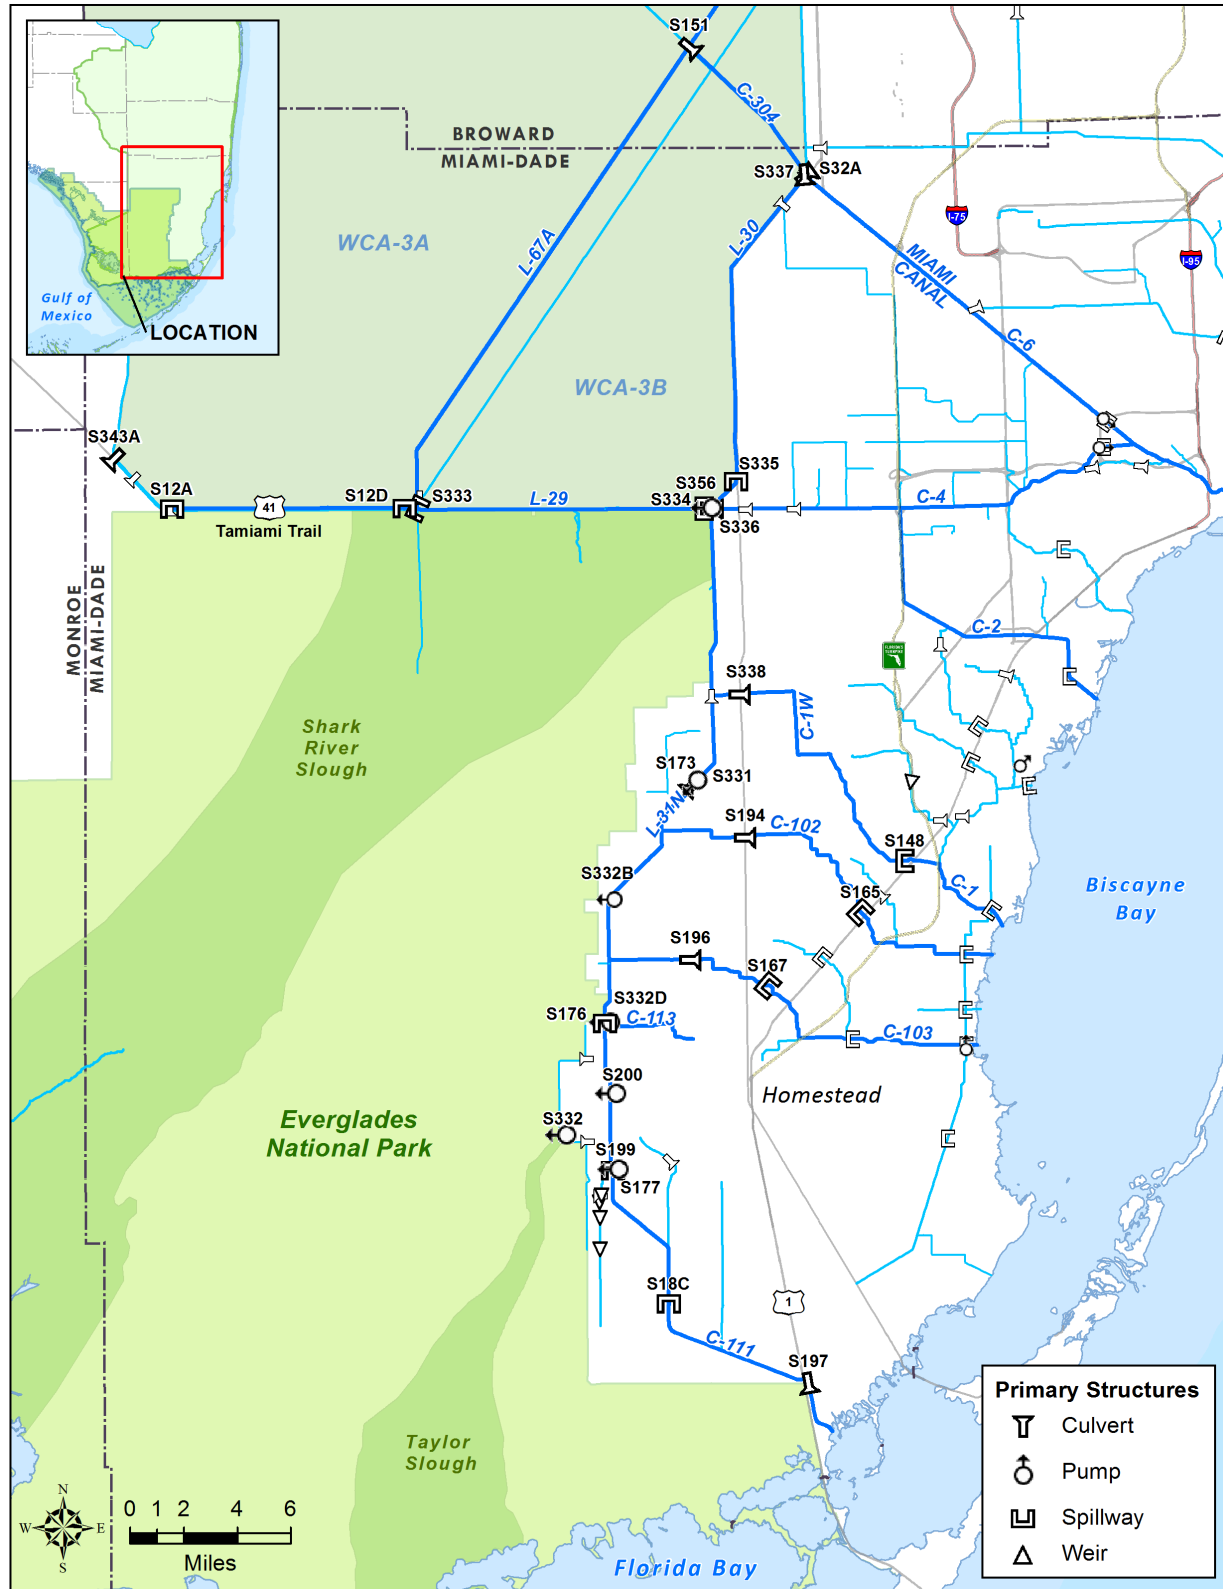 S151
C-304
BROWARD
MIAMI-DADE
S337
S32A
WCA-3A
L-67A
L-30
I-75
I-95
MIAMI
CANAL
Gulf of
Mexico
LOCATION
C-6
WCA-3B
S343A
S12A
S12D
S333
L-29
S335
S356
S334
S336
C-4
41
Tamiami Trail
MONROE
MIAMI-DADE
C-2
S338
C-1W
Shark
River
Slough
S173
S331
L-31N
S194
C-102
S148
S332B
S165
C-1
Biscayne
Bay
S196
S167
S332D
S176
C-113
C-103
S200
Homestead
S332
Everglades
National Park
S199
S177
S18C
1
C-111
S197
Primary Structures
Culvert
Pump
Spillway
Weir
Taylor
Slough
N
W
E
S
0 1 2 4 6
Miles
Florida Bay